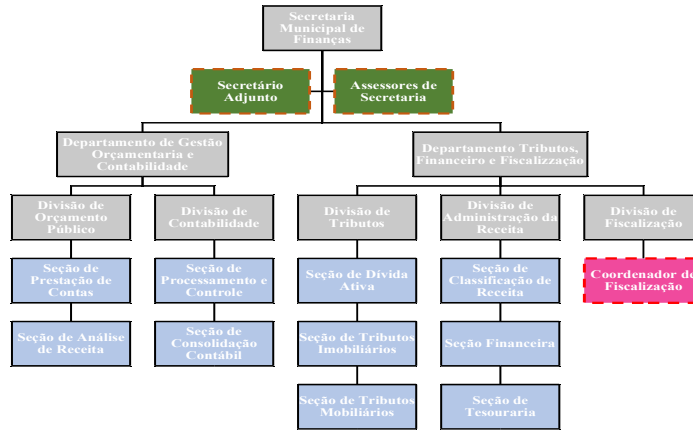 Secretaria
Municipal de
Finanças
Secretário
Adjunto
Assessores de
Secretaria
Departamento de Gestão
Orçamentaria e
Contabilidade
Departamento Tributos,
Financeiro e Fiscalizzação
Divisão de
Orçamento
Público
Divisão de
Contabilidade
Divisão de
Tributos
Divisão de
Administração da
Receita
Divisão de
Fiscalização
Seção de
Prestação de
Contas
Seção de
Processamento e
Controle
Seção de Dívida
Ativa
Seção de
Classificação de
Receita
Coordenador de
Fiscalização
Seção de Análise
de Receita
Seção de
Consolidação
Contábil
Seção de Tributos
Imobiliários
Seção Financeira
Seção de Tributos
Mobiliários
Seção de
Tesouraria